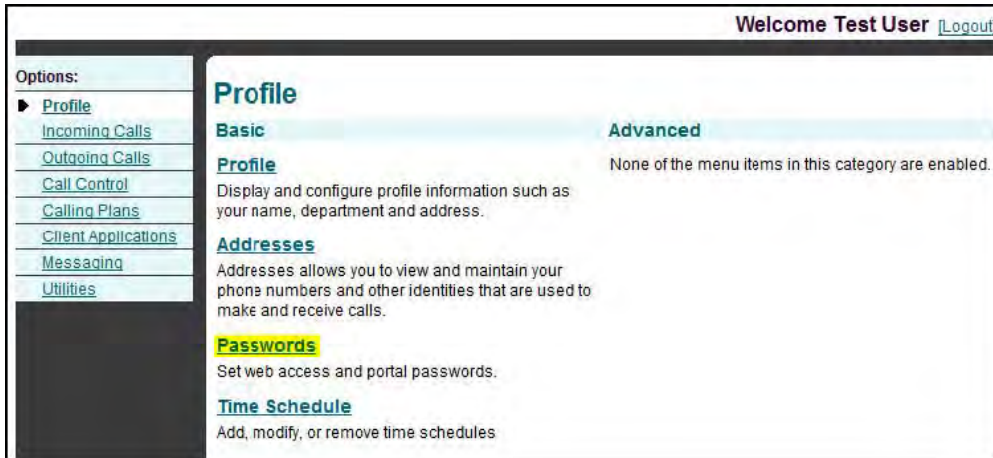 Welcome Test User [Logout
Options:
Profile
Incoming Calls
Outgoing Calls
Call Control
Calling Plans
Client Applications
Messaging
Utilities
Profile
Basic
Profile
Display and configure profile information such as
your name, department and address.
Addresses
Addresses allows you to view and maintain your
phone numbers and other identities that are used to
make and receive calls.
Passwords
Set web access and portal passwords.
Time Schedule
Add, modify, or remove time schedules
Advanced
None of the menu items in this category are enabled.